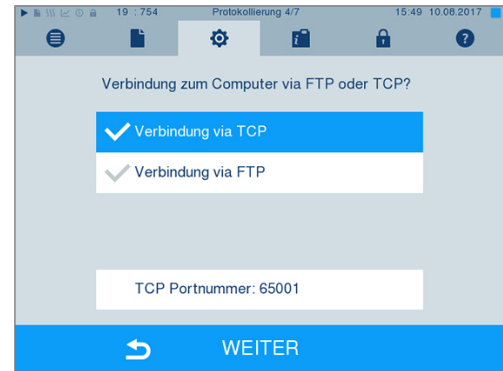 19 : 754 Protokollierung 4/7 15:49 10.08.2017
Verbindung zum Computer via FTP oder TCP?
Verbindung via TCP
Verbindung via FTP
TCP Portnummer: 65001
WEITER